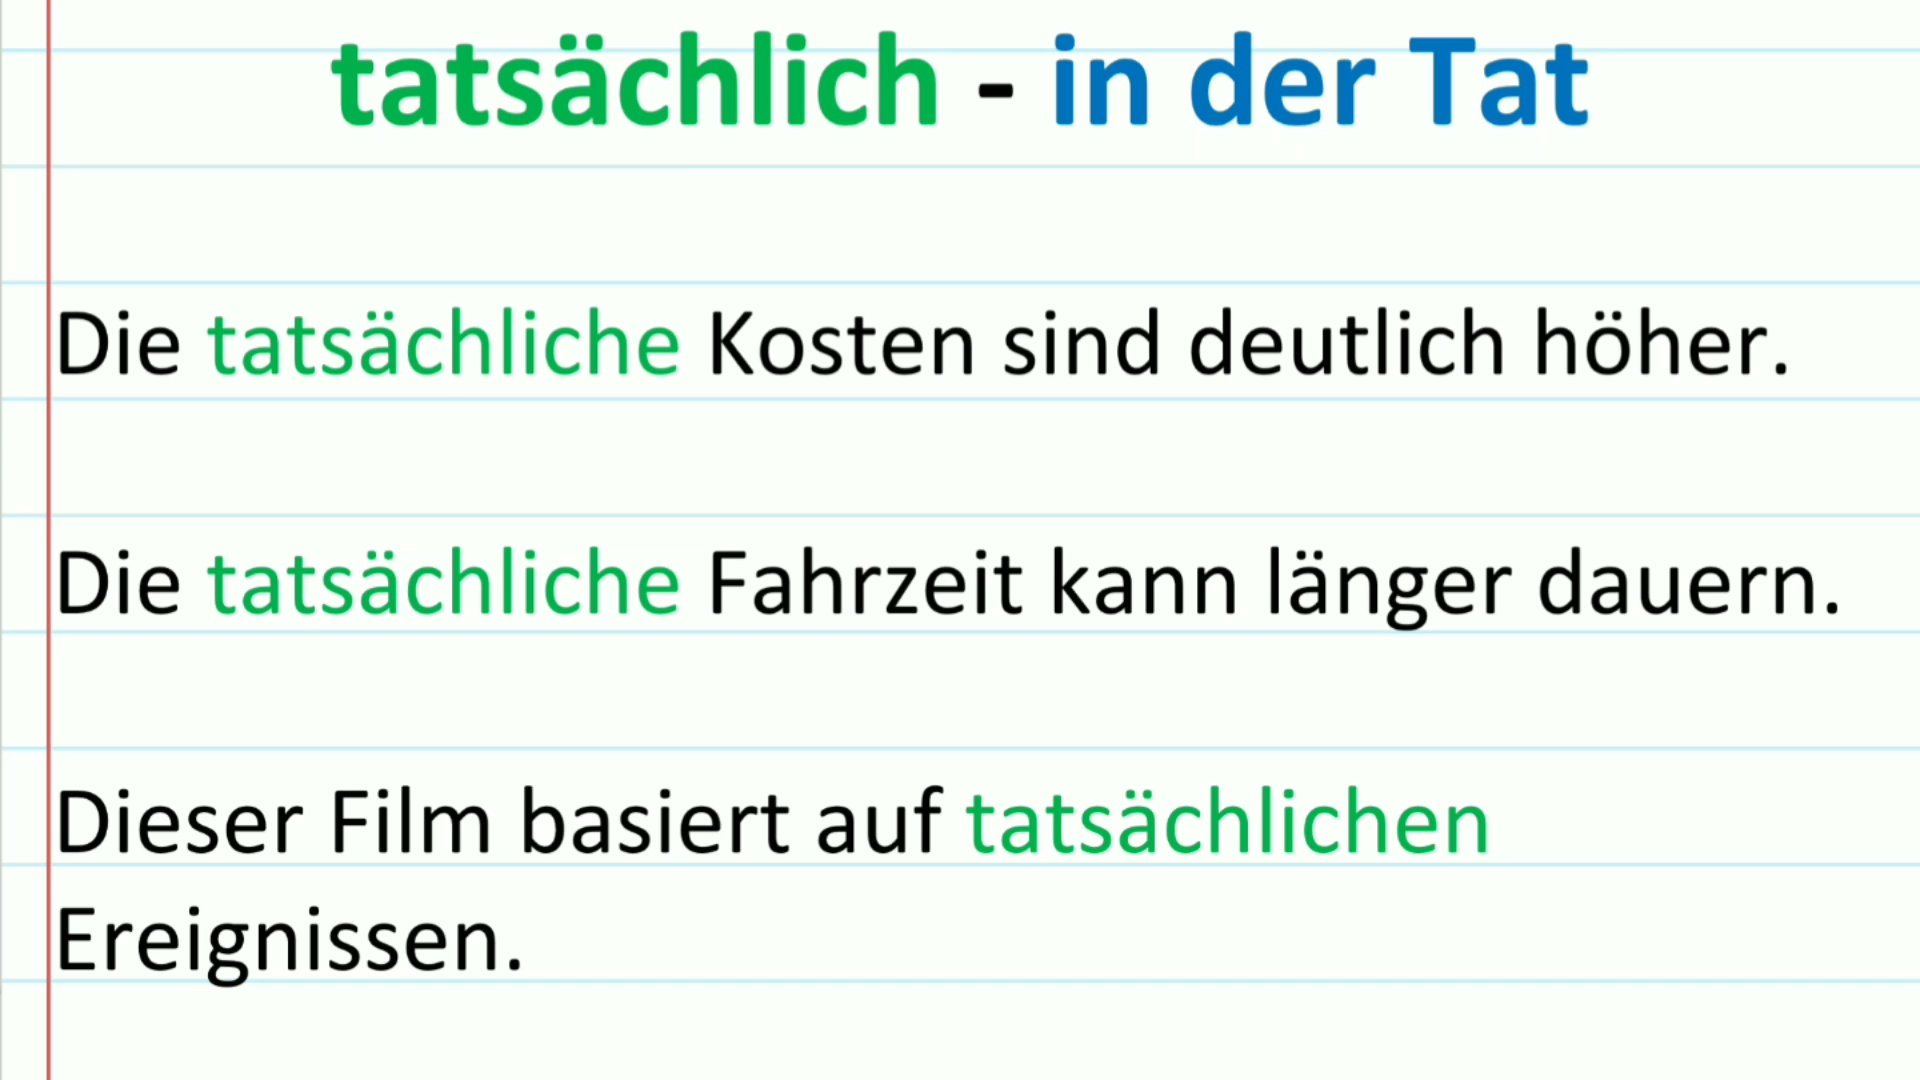 tatsächlich - in der Tat
Die tatsächliche Kosten sind deutlich höher.
Die tatsächliche Fahrzeit kann länger dauern.
Dieser Film basiert auf tatsächlichen
Ereignissen.